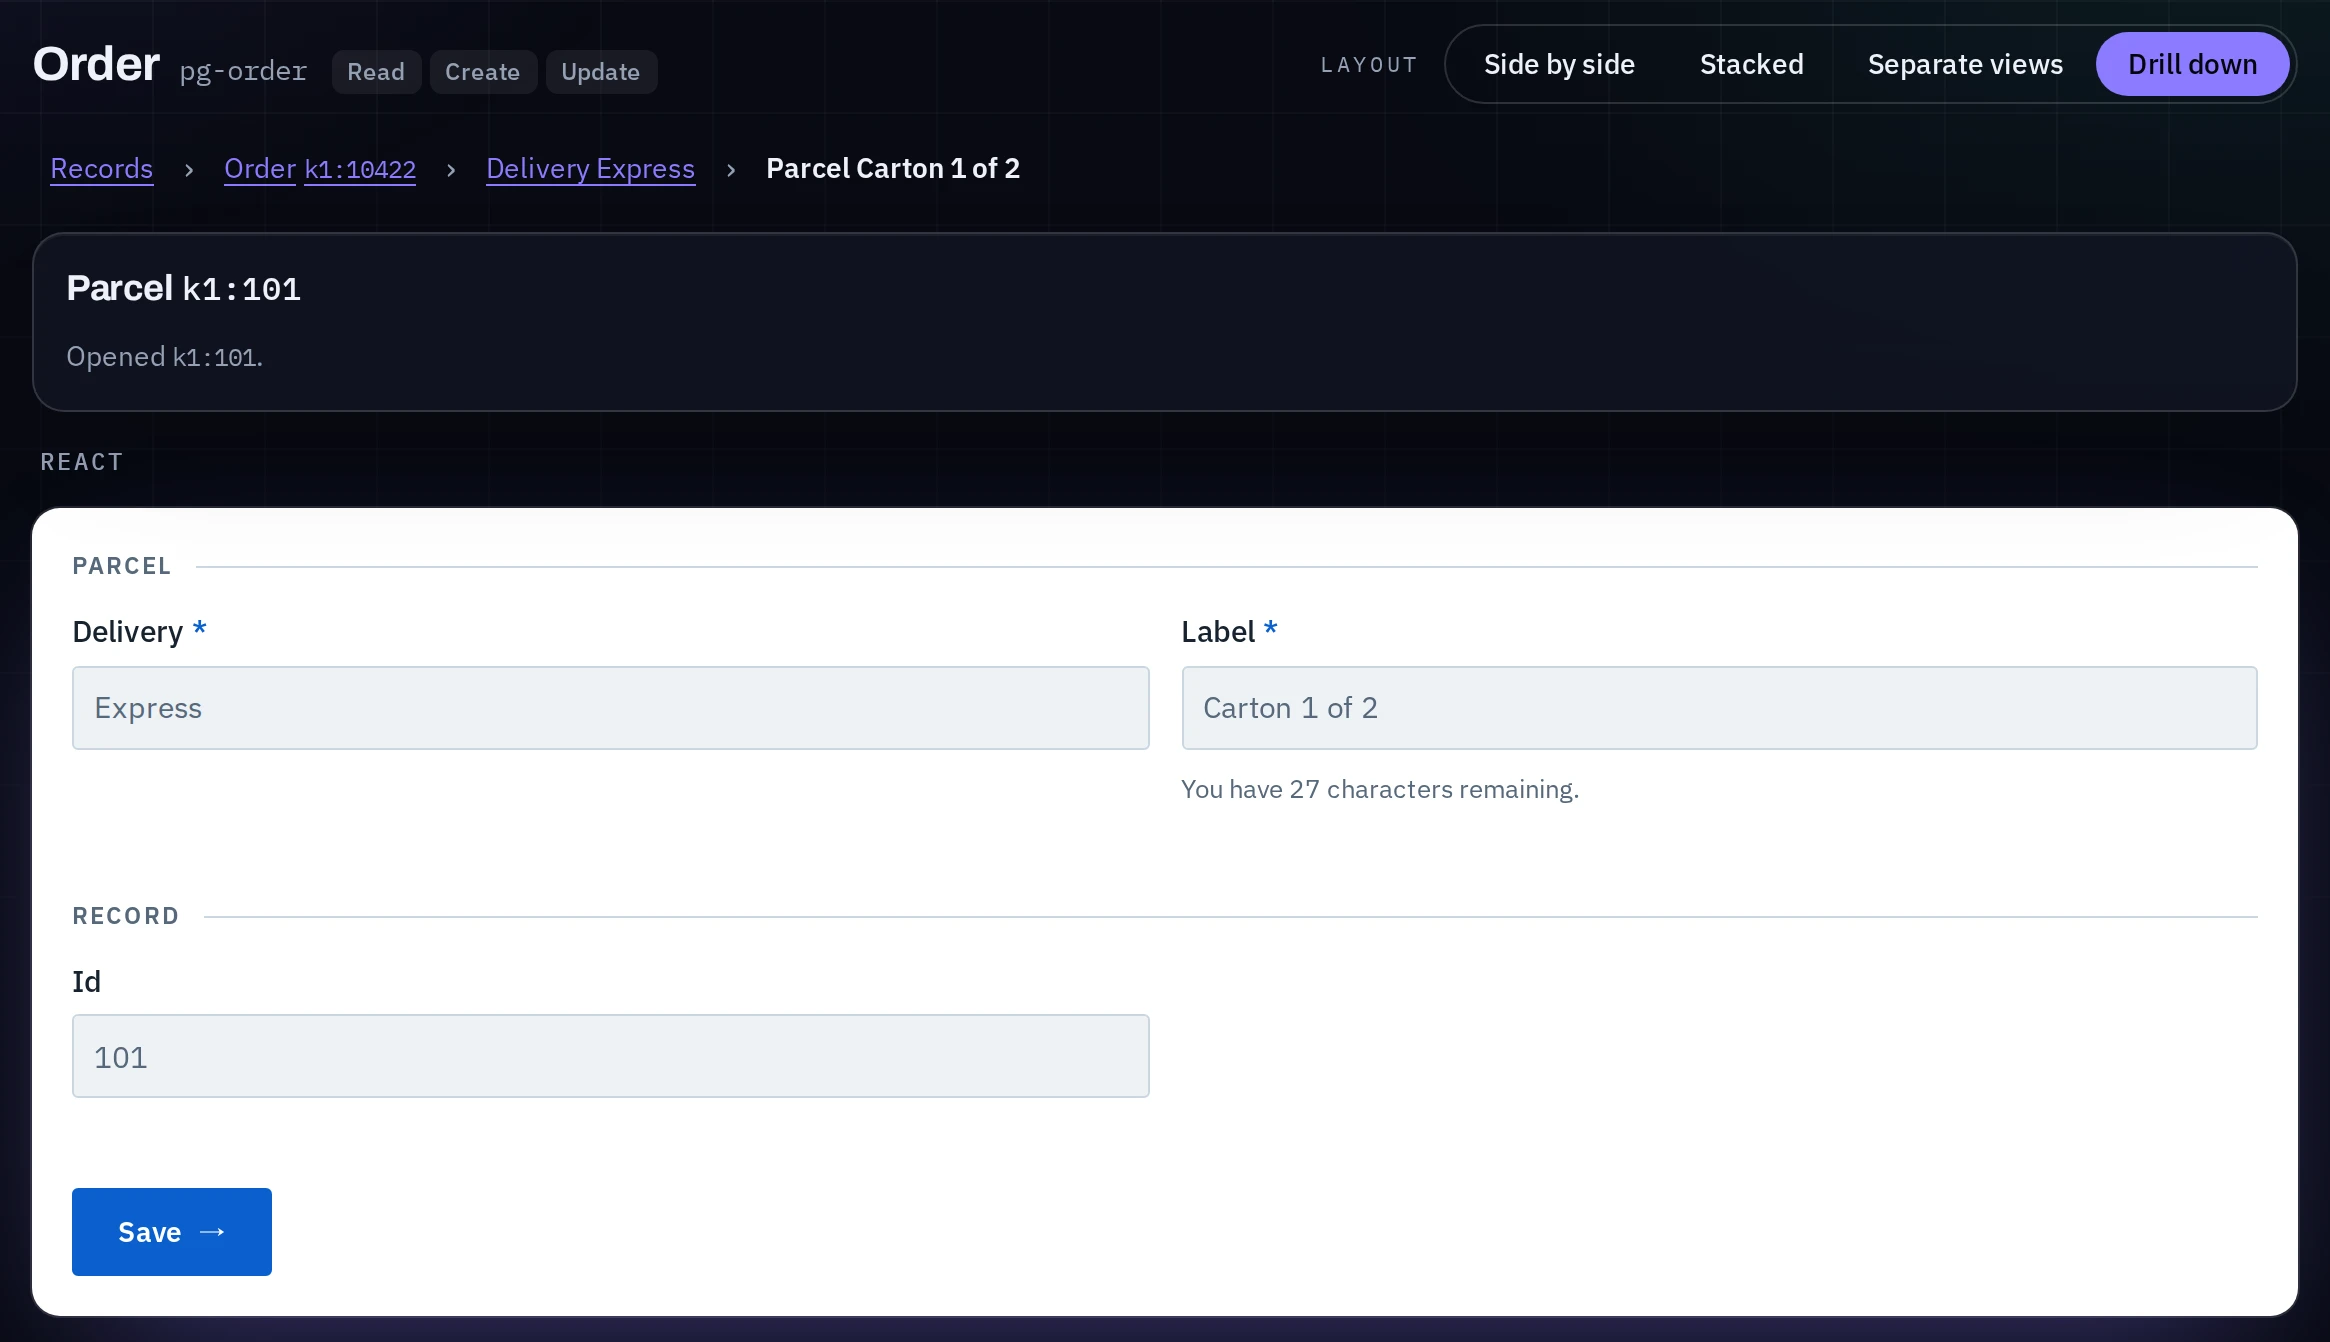 Order pg-order Read Create Update LAYOUT Side by side Stacked Separate views Drill down
Records › Order k1:10422 › Delivery Express › Parcel Carton 1 of 2
Parcel k1:101
Opened k1:101.
REACT
PARCEL
Delivery * Label *
Express Carton 1 of 2
You have 27 characters remaining.
RECORD
Id
101
Save →